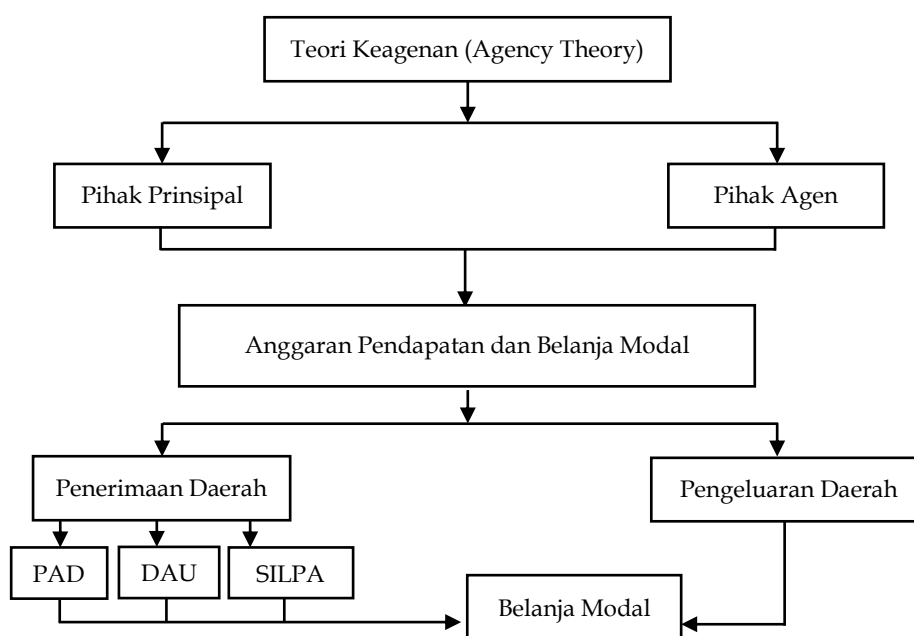 Teori Keagenan (Agency Theory)
Pihak Prinsipal
Pihak Agen
Anggaran Pendapatan dan Belanja Modal
Penerimaan Daerah
Pengeluaran Daerah
PAD
DAU
SILPA
Belanja Modal